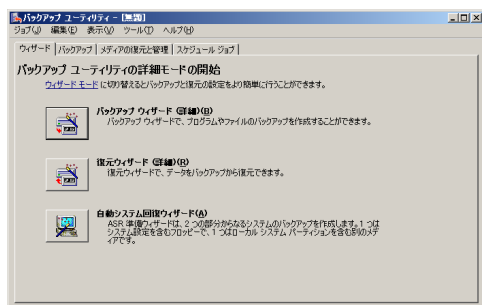 バックアップ ユーティリティ - [無題]
ジョブ(J) 編集(E) 表示(V) ツール(T) ヘルプ(H)
ウィザード バックアップ メディアの復元と管理 スケジュール ジョブ
バックアップ ユーティリティの詳細モードの開始
ウィザード モードに切り替えるとバックアップと復元の設定をより簡単に行うことができます。
バックアップ ウィザード (詳細)(B)
バックアップ ウィザードで、プログラムやファイルのバックアップを作成することができます。
復元ウィザード (詳細)(R)
復元ウィザードで、データをバックアップから復元できます。
自動システム回復ウィザード(A)
ASR 準備ウィザードは、2 つの部分からなるシステムのバックアップを作成します。1 つは
システム設定を含むフロッピーで、1 つはローカル システム パーティションを含む別のメデ
ィアです。